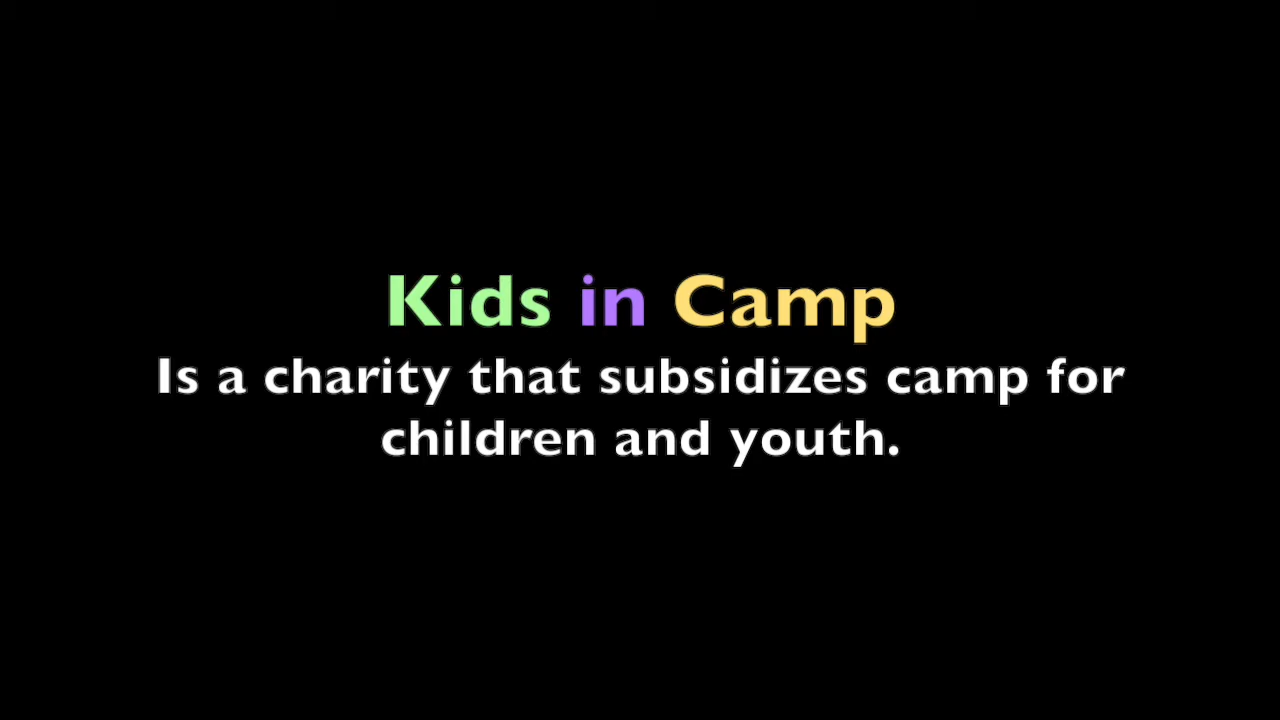 Kids in Camp
Is a charity that subsidizes camp for
children and youth.